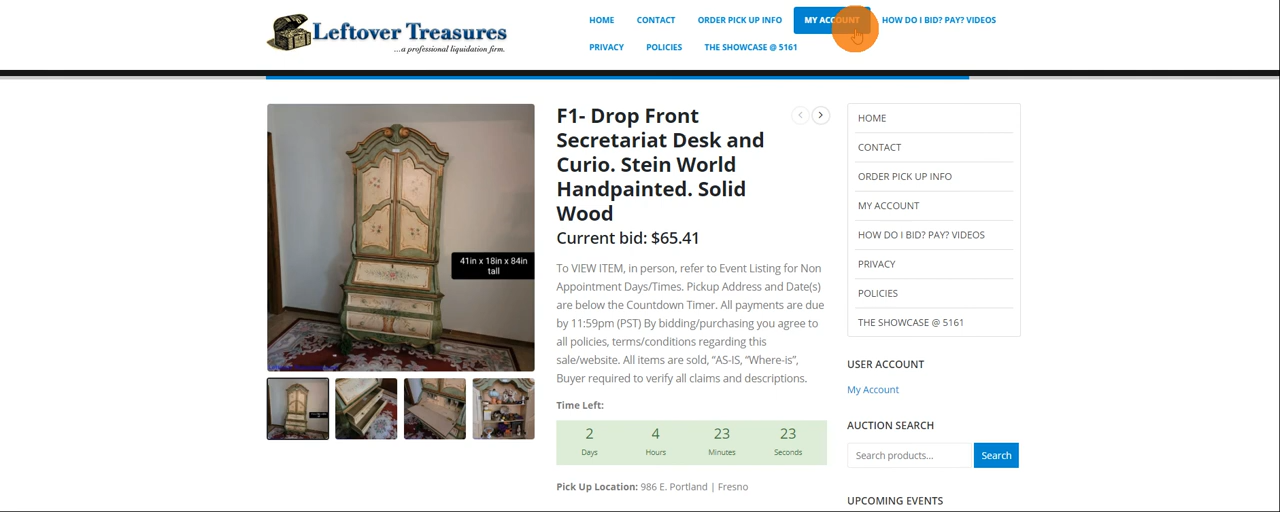 Leftover Treasures
...a professional liquidation firm.
HOME CONTACT ORDER PICK UP INFO MY ACCOUNT HOW DO I BID? PAY? VIDEOS
PRIVACY POLICIES THE SHOWCASE @ 5161
41in x 18in x 84in
tall
F1- Drop Front
Secretariat Desk and
Curio. Stein World
Handpainted. Solid
Wood
Current bid: $65.41
To VIEW ITEM, in person, refer to Event Listing for Non
Appointment Days/Times. Pickup Address and Date(s)
are below the Countdown Timer. All payments are due
by 11:59pm (PST) By bidding/purchasing you agree to
all policies, terms/conditions regarding this
sale/website. All items are sold, “AS-IS, “Where-is”,
Buyer required to verify all claims and descriptions.
Time Left:
2 4 23 23
Days Hours Minutes Seconds
Pick Up Location: 986 E. Portland | Fresno
HOME
CONTACT
ORDER PICK UP INFO
MY ACCOUNT
HOW DO I BID? PAY? VIDEOS
PRIVACY
POLICIES
THE SHOWCASE @ 5161
USER ACCOUNT
My Account
AUCTION SEARCH
Search products... Search
UPCOMING EVENTS